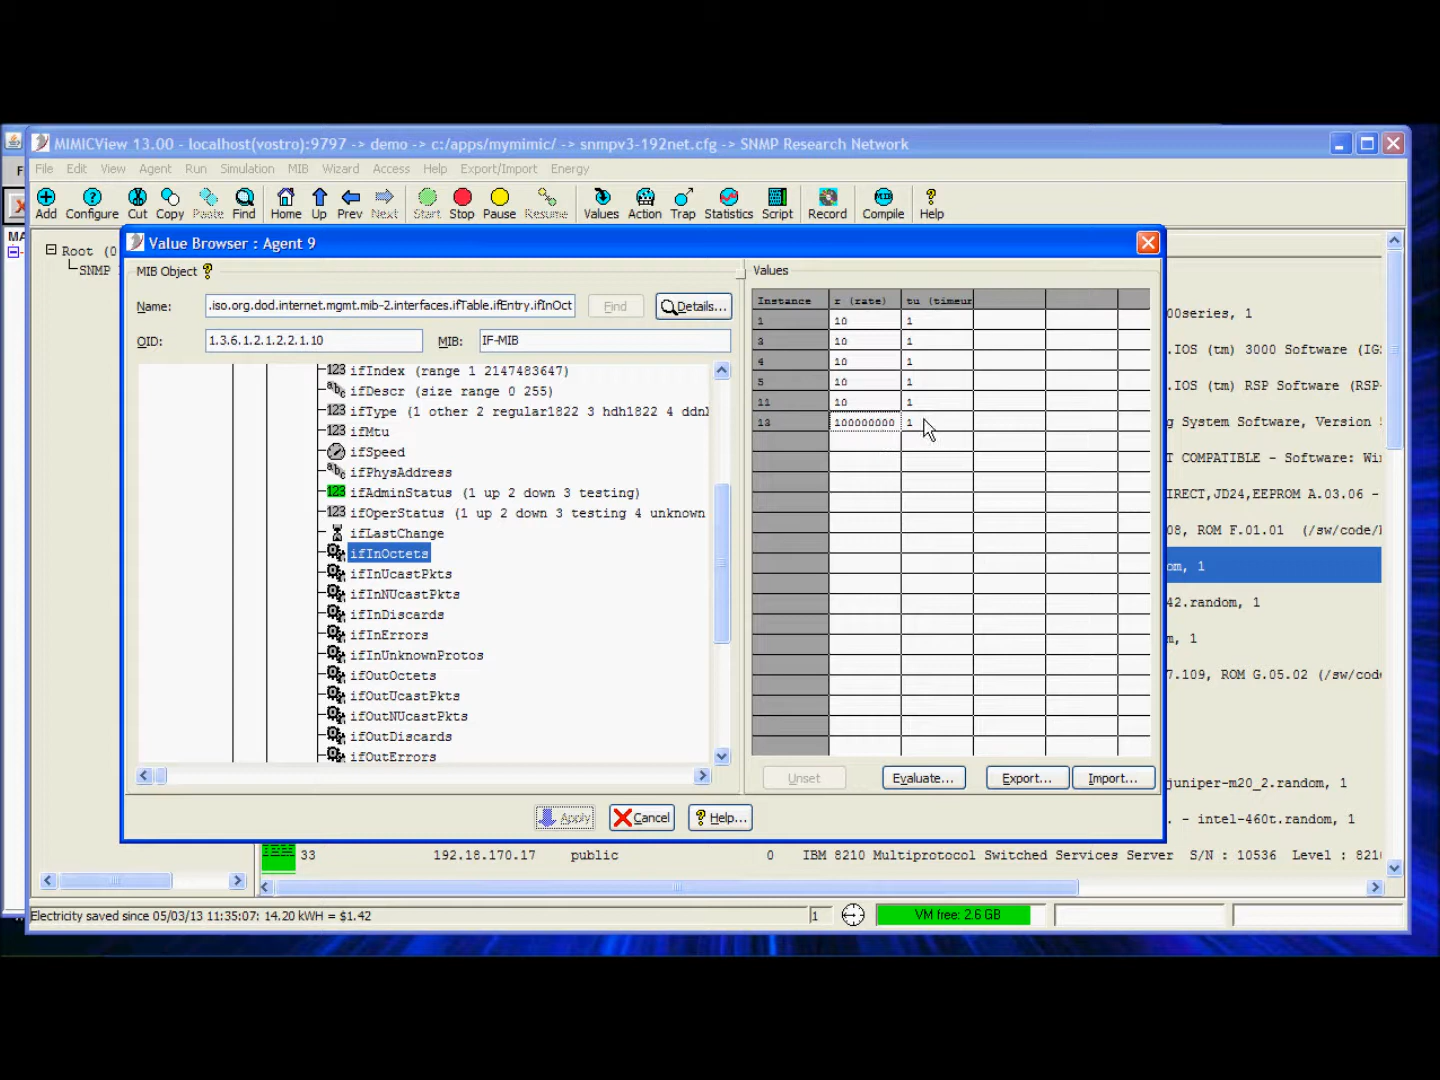 MIMICView 13.00 - localhost(vostro):9797 -> demo -> c:/apps/mymimic/ -> snmpv3-192net.cfg -> SNMP Research Network
File Edit View Agent Run Simulation MIB Wizard Access Help Export/Import Energy
Add Configure Cut Copy Paste Find Home Up Prev Next Start Stop Pause Resume Values Action Trap Statistics Script Record Compile Help
Root (0
SNMP
Value Browser : Agent 9
MIB Object
Name: .iso.org.dod.internet.mgmt.mib-2.interfaces.ifTable.ifEntry.ifInOct Find Details...
OID: 1.3.6.1.2.1.2.2.1.10 MIB: IF-MIB
ifIndex (range 1 2147483647)
ifDescr (size range 0 255)
ifType (1 other 2 regular1822 3 hdh1822 4 ddn
ifMtu
ifSpeed
ifPhysAddress
ifAdminStatus (1 up 2 down 3 testing)
ifOperStatus (1 up 2 down 3 testing 4 unknown
ifLastChange
ifInOctets
ifInUcastPkts
ifInNUcastPkts
ifInDiscards
ifInErrors
ifInUnknownProtos
ifOutOctets
ifOutUcastPkts
ifOutNUcastPkts
ifOutDiscards
ifOutErrors
Values
Instance r (rate) tu (timeur
1 10 1
3 10 1
4 10 1
5 10 1
11 10 1
13 100000000 1
Unset Evaluate... Export... Import...
Apply Cancel Help...
00series, 1
.IOS (tm) 3000 Software (IGS
.IOS (tm) RSP Software (RSP-
g System Software, Version 5
T COMPATIBLE - Software: Win
DIRECT,JD24,EEPROM A.03.06 -
08, ROM F.01.01 (/sw/code/
om, 1
42.random, 1
m, 1
7.109, ROM G.05.02 (/sw/code
juniper-m20_2.random, 1
. - intel-460t.random, 1
33 192.18.170.17 public 0 IBM 8210 Multiprotocol Switched Services Server S/N : 10536 Level : 821
Electricity saved since 05/03/13 11:35:07: 14.20 kWH = $1.42 1 VM free: 2.6 GB